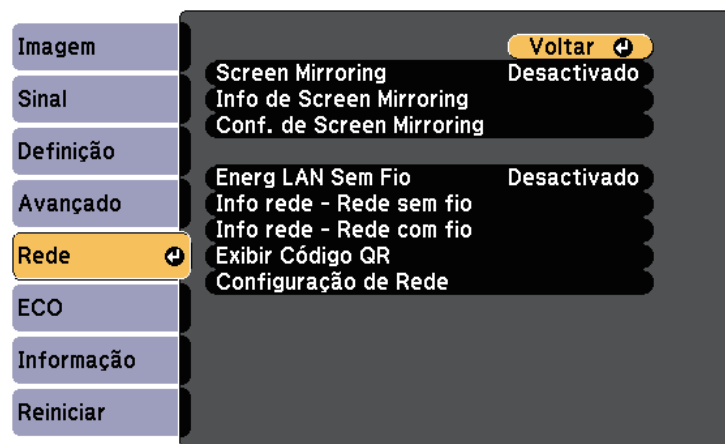 Imagem
Sinal
Definição
Avançado
Rede
ECO
Informação
Reiniciar
Voltar
Screen Mirroring Desactivado
Info de Screen Mirroring
Conf. de Screen Mirroring
Energ LAN Sem Fio Desactivado
Info rede - Rede sem fio
Info rede - Rede com fio
Exibir Código QR
Configuração de Rede